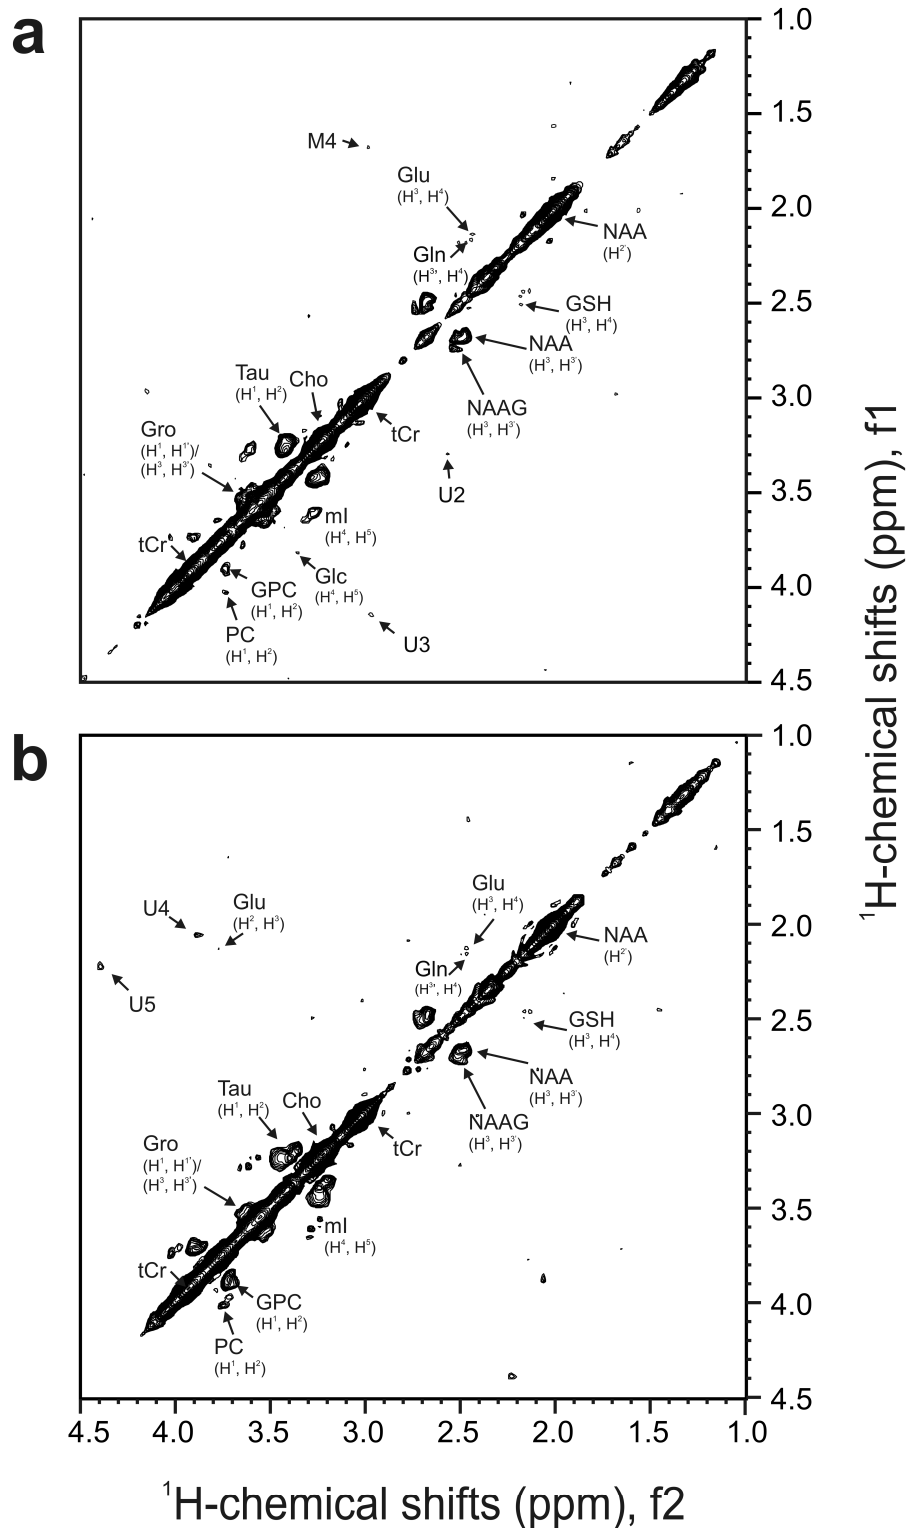 a
1.0
1.5
2.0
2.5
3.0
3.5
4.0
4.5
M4
Glu
(H³, H⁴)
Gln
(H³', H⁴)
NAA
(H²')
GSH
(H³, H⁴)
NAA
(H³, H³')
NAAG
(H³, H³')
Tau
(H¹, H²)
Cho
tCr
Gro
(H¹, H¹')/
(H³, H³')
U2
mI
(H⁴, H⁵)
tCr
Glc
(H⁴, H⁵)
GPC
(H¹, H²)
PC
(H¹, H²)
U3
¹H-chemical shifts (ppm), f1
b
1.0
1.5
2.0
2.5
3.0
3.5
4.0
4.5
U4
Glu
(H², H³)
Glu
(H³, H⁴)
NAA
(H²')
Gln
(H³', H⁴)
U5
GSH
(H³, H⁴)
NAA
(H³, H³')
NAAG
(H³, H³')
Tau
(H¹, H²)
Cho
tCr
Gro
(H¹, H¹')/
(H³, H³')
mI
(H⁴, H⁵)
tCr
GPC
(H¹, H²)
PC
(H¹, H²)
4.5 4.0 3.5 3.0 2.5 2.0 1.5 1.0
¹H-chemical shifts (ppm), f2